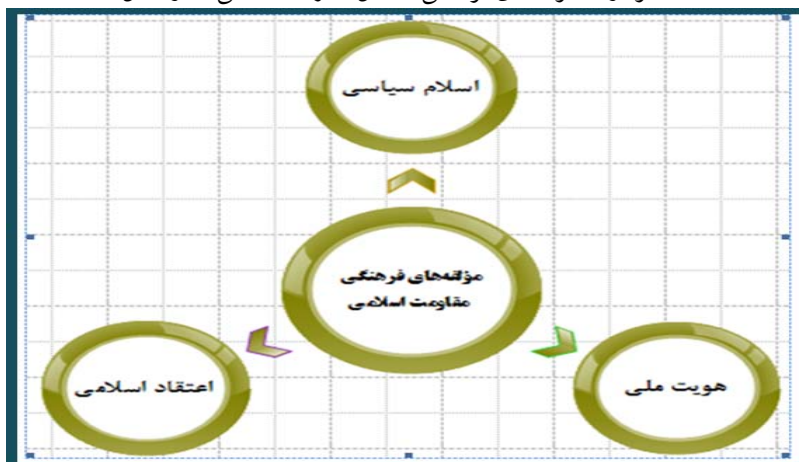 اسلام سیاسی
مؤلفه‌های فرهنگی
مقاومت اسلامی
اعتقاد اسلامی
هویت ملی